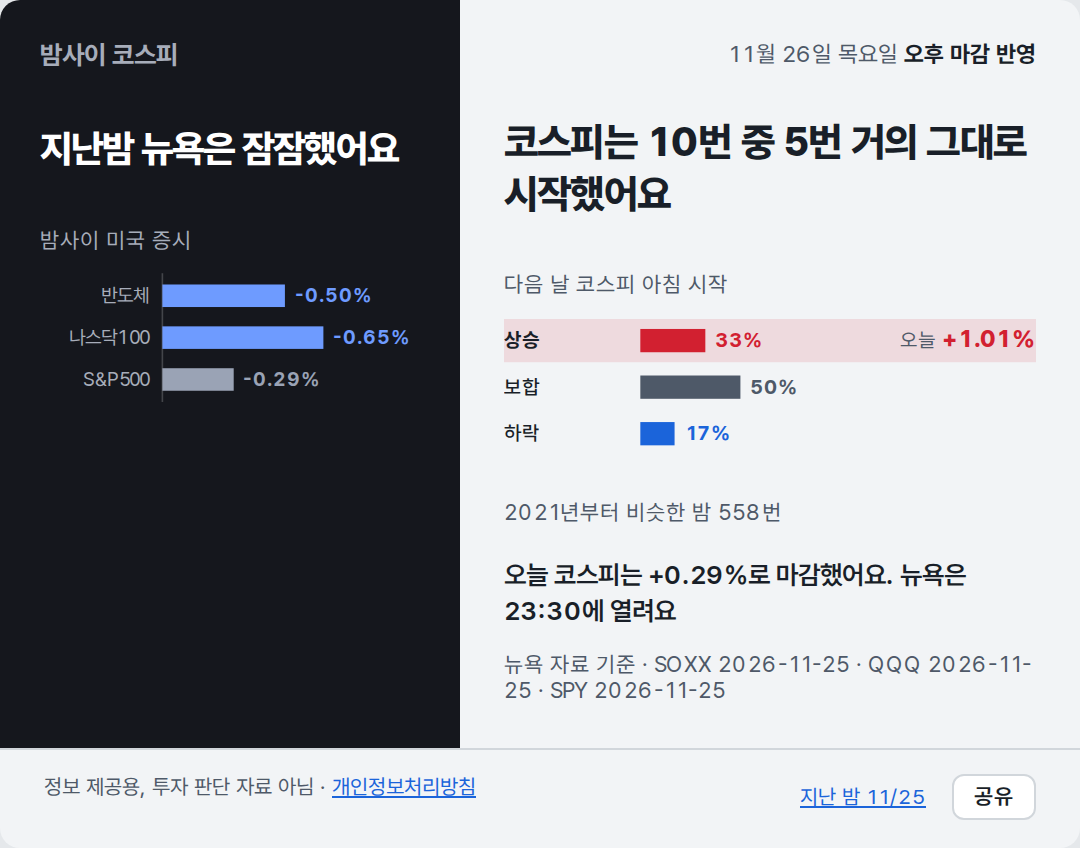 밤사이 코스피
지난밤 뉴욕은 잠잠했어요
밤사이 미국 증시
반도체 -0.50%
나스닥100 -0.65%
S&P500 -0.29%
11월 26일 목요일 오후 마감 반영
코스피는 10번 중 5번 거의 그대로
시작했어요
다음 날 코스피 아침 시작
상승 33% 오늘 +1.01%
보합 50%
하락 17%
2021년부터 비슷한 밤 558번
오늘 코스피는 +0.29%로 마감했어요. 뉴욕은
23:30에 열려요
뉴욕 자료 기준 · SOXX 2026-11-25 · QQQ 2026-11-
25 · SPY 2026-11-25
정보 제공용, 투자 판단 자료 아님 · 개인정보처리방침
지난 밤 11/25
공유